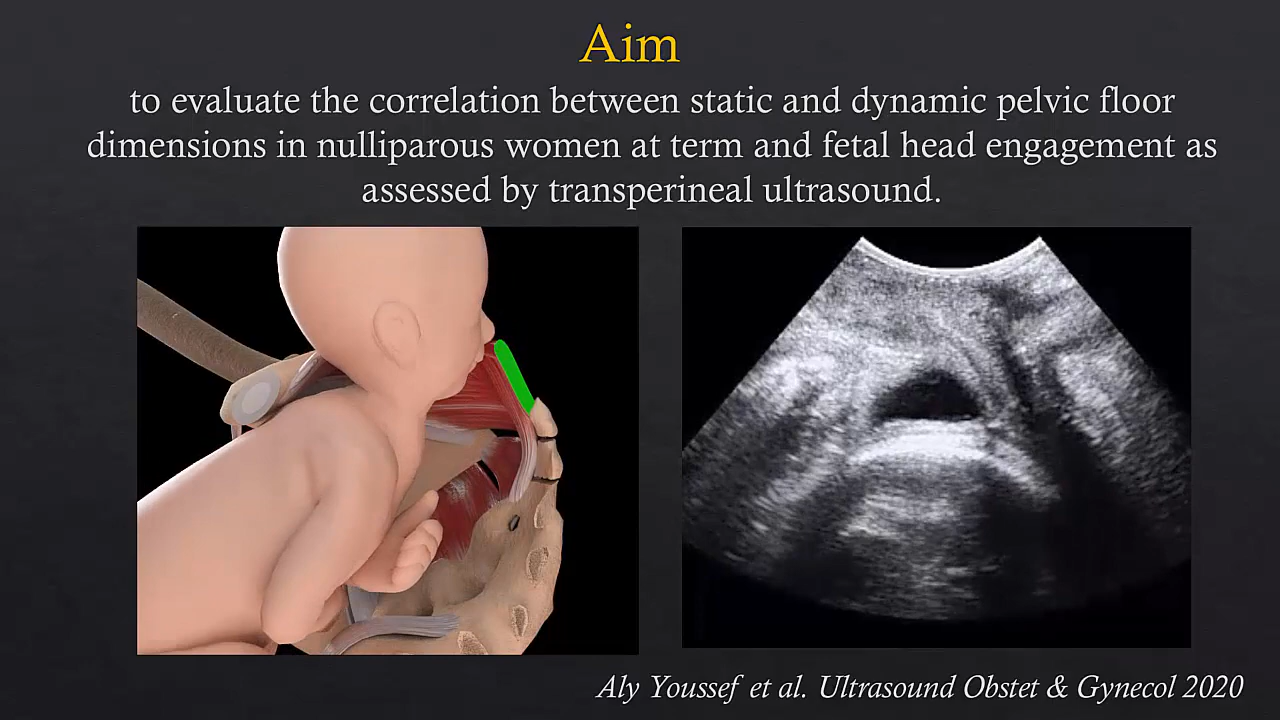 Aim
to evaluate the correlation between static and dynamic pelvic floor
dimensions in nulliparous women at term and fetal head engagement as
assessed by transperineal ultrasound.
Aly Youssef et al. Ultrasound Obstet & Gynecol 2020